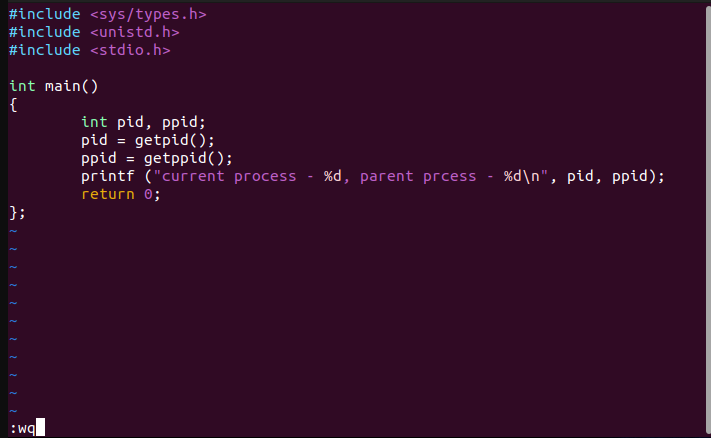 #include <sys/types.h>
#include <unistd.h>
#include <stdio.h>

int main()
{
        int pid, ppid;
        pid = getpid();
        ppid = getppid();
        printf ("current process - %d, parent prcess - %d\n", pid, ppid);
        return 0;
};
~
~
~
~
~
~
~
~
~
~
~
:wq